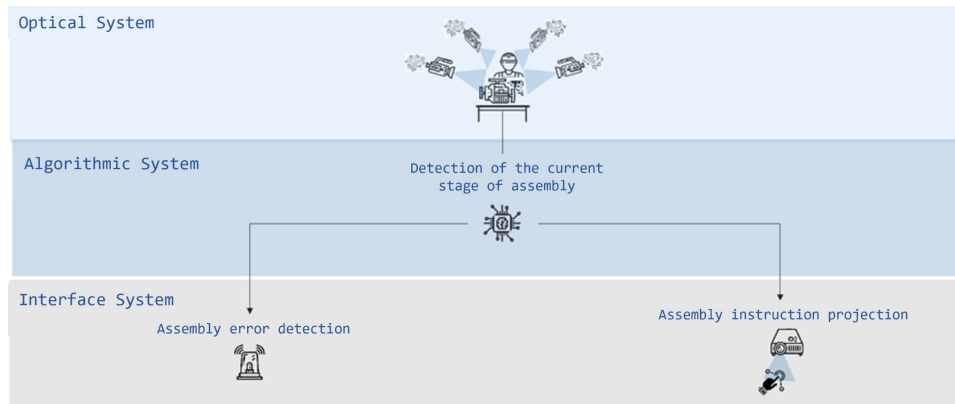 Optical System
Algorithmic System
Detection of the current
stage of assembly
Interface System
Assembly error detection
Assembly instruction projection